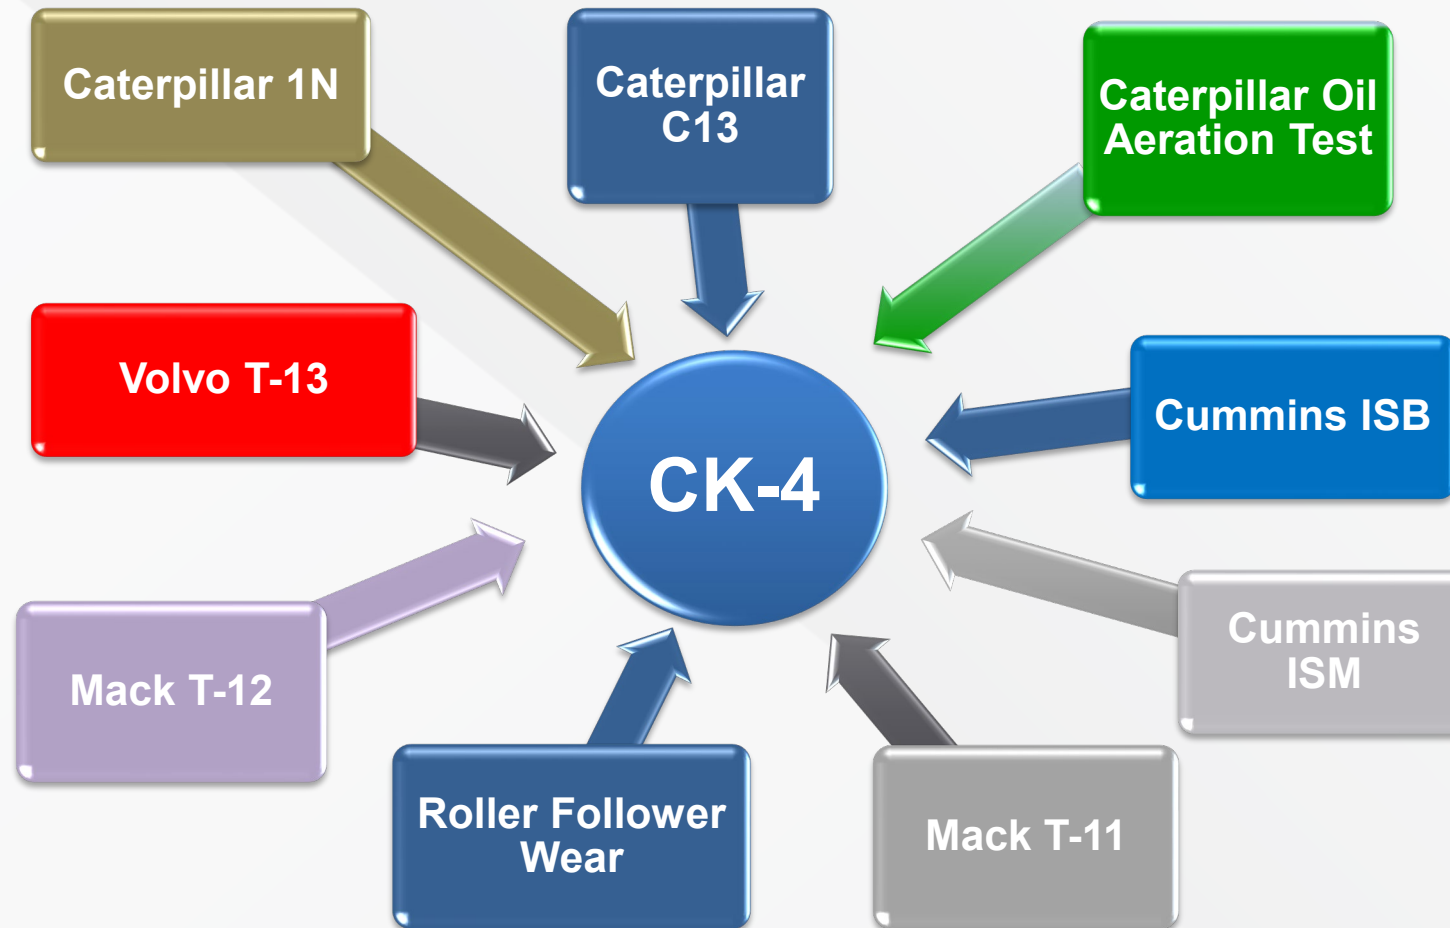 Caterpillar 1N
Caterpillar
C13
Caterpillar Oil
Aeration Test
Volvo T-13
Cummins ISB
CK-4
Mack T-12
Cummins
ISM
Roller Follower
Wear
Mack T-11